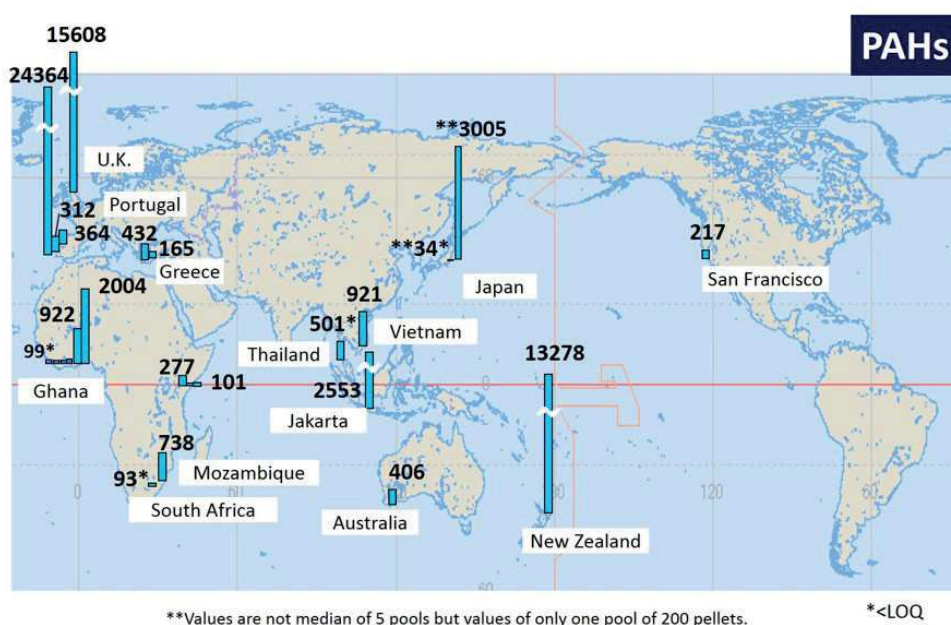 PAHs
15608
24364
**3005
U.K.
Portugal
312
364
432
165
Greece
**34*
Japan
217
San Francisco
2004
922
99*
Ghana
921
501*
Vietnam
Thailand
277
101
2553
Jakarta
13278
0
738
Mozambique
93*
South Africa
406
Australia
New Zealand
0
120
60
**Values are not median of 5 pools but values of only one pool of 200 pellets.
*<LOQ